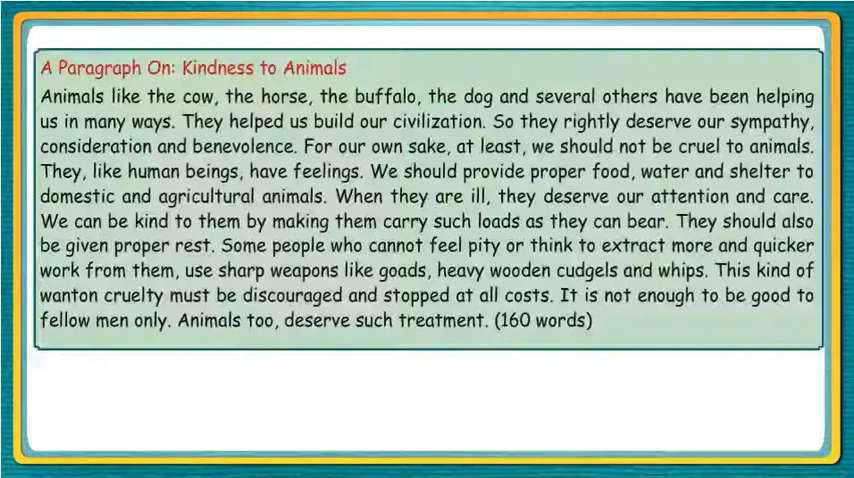 A Paragraph On: Kindness to Animals
Animals like the cow, the horse, the buffalo, the dog and several others have been helping
us in many ways. They helped us build our civilization. So they rightly deserve our sympathy,
consideration and benevolence. For our own sake, at least, we should not be cruel to animals.
They, like human beings, have feelings. We should provide proper food, water and shelter to
domestic and agricultural animals. When they are ill, they deserve our attention and care.
We can be kind to them by making them carry such loads as they can bear. They should also
be given proper rest. Some people who cannot feel pity or think to extract more and quicker
work from them, use sharp weapons like goads, heavy wooden cudgels and whips. This kind of
wanton cruelty must be discouraged and stopped at all costs. It is not enough to be good to
fellow men only. Animals too, deserve such treatment. (160 words)